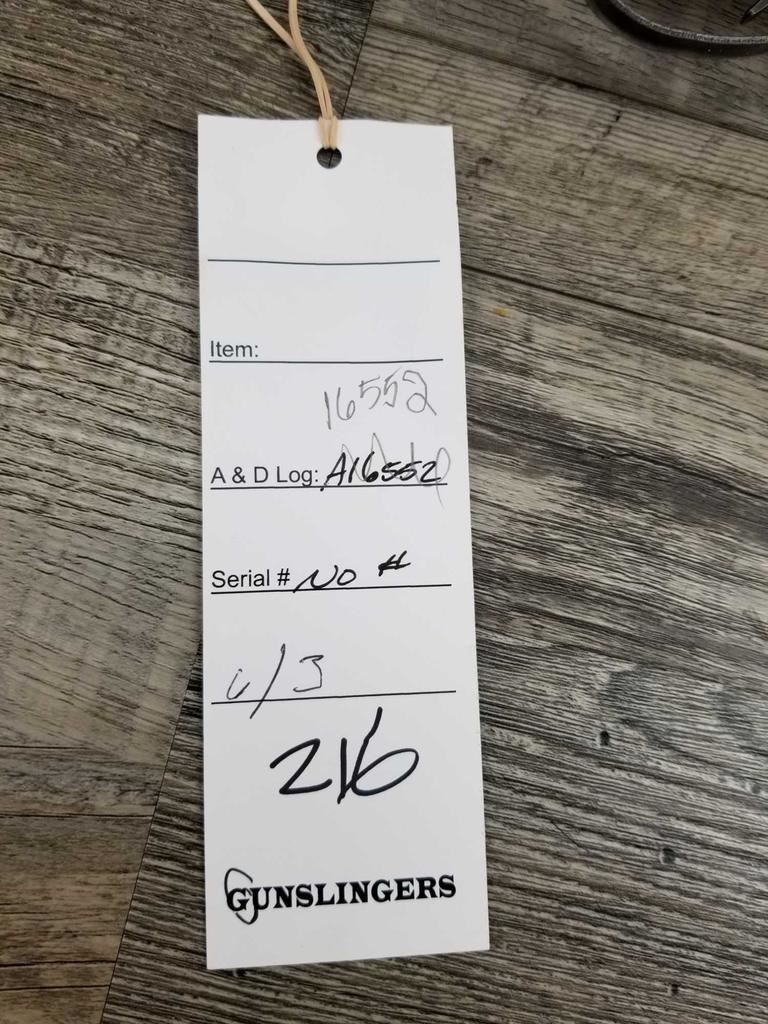 Item:
16552
A & D Log: A16552
Serial # NO #
216
GUNSLINGERS